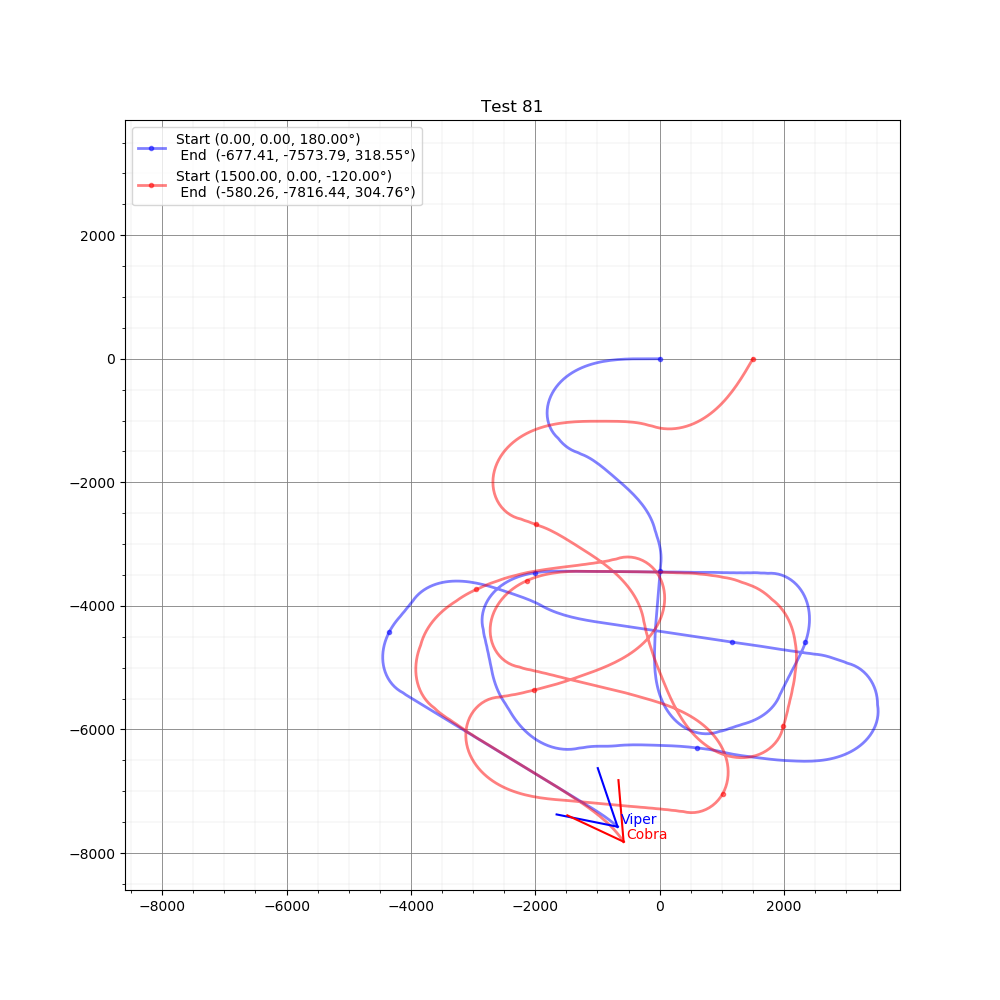 Test 81
Start (0.00, 0.00, 180.00°)
End (-677.41, -7573.79, 318.55°)
Start (1500.00, 0.00, -120.00°)
End (-580.26, -7816.44, 304.76°)
2000
0
−2000
−4000
−6000
−8000
Viper
Cobra
−8000 −6000 −4000 −2000 0 2000